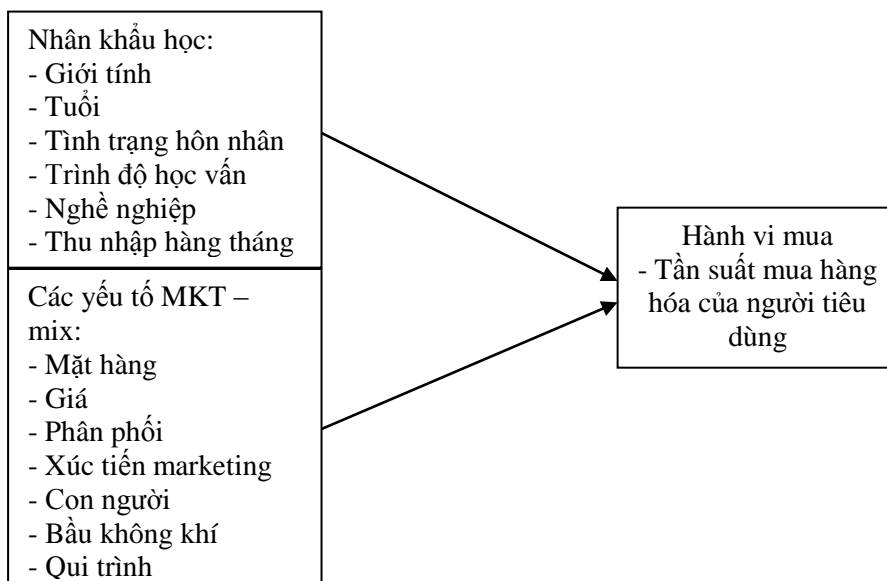 Nhân khẩu học:
- Giới tính
- Tuổi
- Tình trạng hôn nhân
- Trình độ học vấn
- Nghề nghiệp
- Thu nhập hàng tháng
Các yếu tố MKT –
mix:
- Mặt hàng
- Giá
- Phân phối
- Xúc tiến marketing
- Con người
- Bầu không khí
- Qui trình
Hành vi mua
- Tần suất mua hàng
hóa của người tiêu
dùng